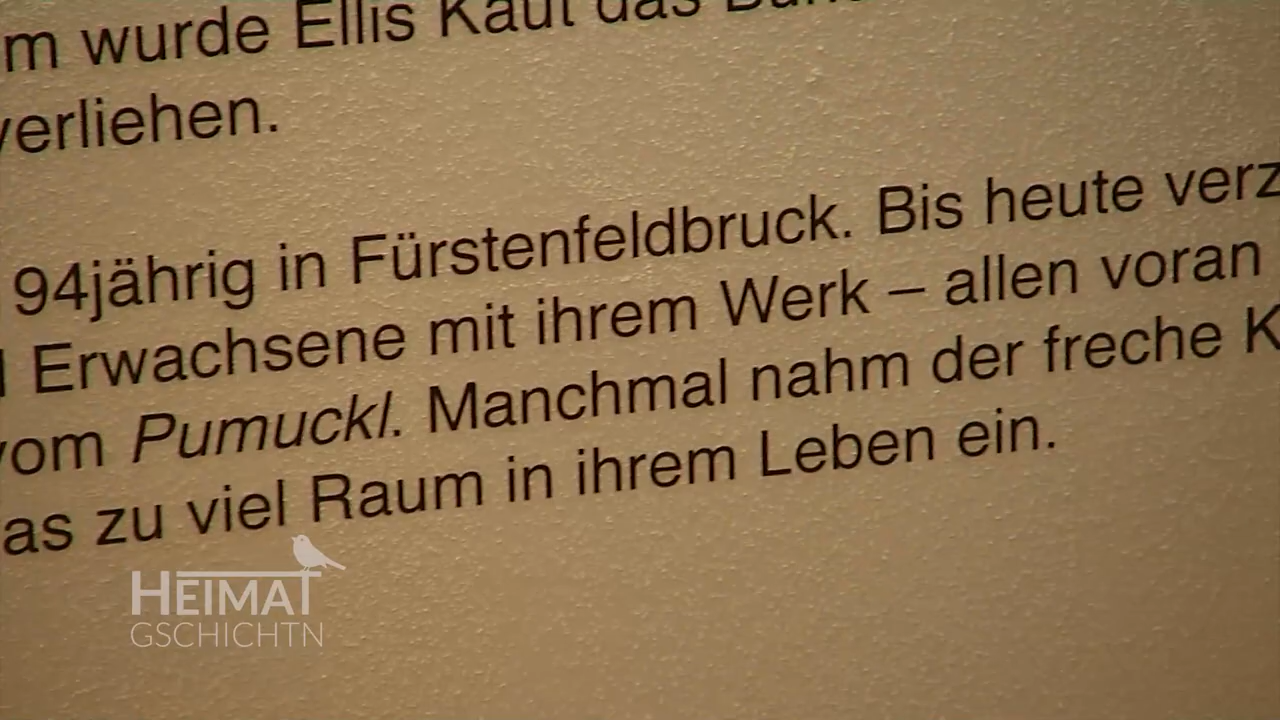 wurde Ellis Kaut das
verliehen.
94jährig in Fürstenfeldbruck. Bis heute
Erwachsene mit ihrem Werk – allen voran
vom Pumuckl. Manchmal nahm der freche
zu viel Raum in ihrem Leben ein.
HEIMAT
GSCHICHTN